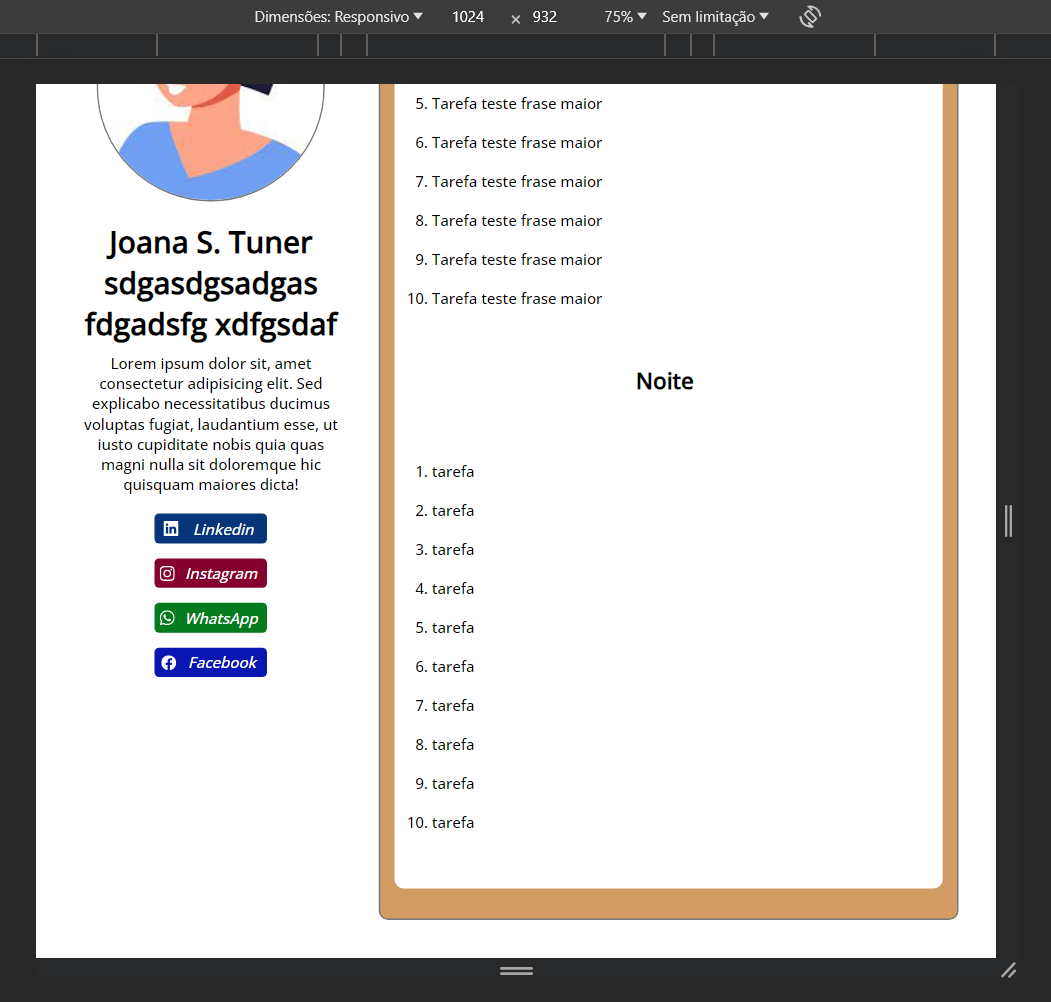 Dimensões: Responsivo 1024 × 932 75% Sem limitação
Joana S. Tuner
sdgasdgsadgas
fdgadsfg xdfgsdaf
Lorem ipsum dolor sit, amet
consectetur adipisicing elit. Sed
explicabo necessitatibus ducimus
voluptas fugiat, laudantium esse, ut
iusto cupiditate nobis quia quas
magni nulla sit doloremque hic
quisquam maiores dicta!
Linkedin
Instagram
WhatsApp
Facebook
5. Tarefa teste frase maior
6. Tarefa teste frase maior
7. Tarefa teste frase maior
8. Tarefa teste frase maior
9. Tarefa teste frase maior
10. Tarefa teste frase maior
Noite
1. tarefa
2. tarefa
3. tarefa
4. tarefa
5. tarefa
6. tarefa
7. tarefa
8. tarefa
9. tarefa
10. tarefa